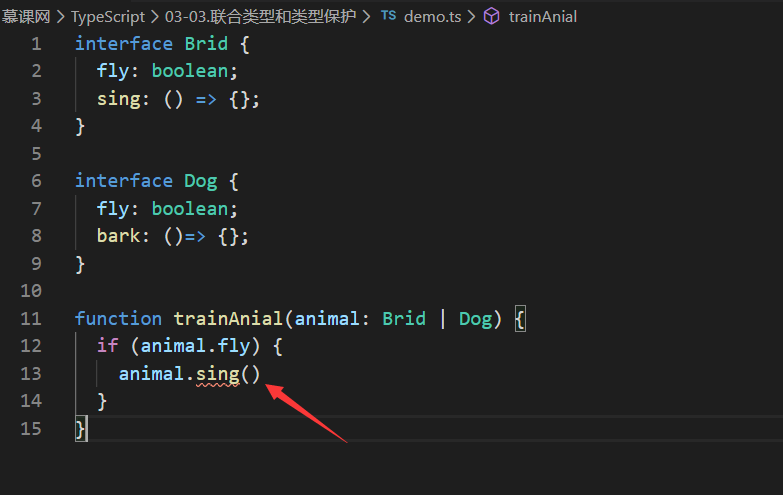 慕课网 > TypeScript > 03-03.联合类型和类型保护 > TS demo.ts > trainAnial
1 interface Brid {
2 fly: boolean;
3 sing: () => {};
4 }
5
6 interface Dog {
7 fly: boolean;
8 bark: ()=> {};
9 }
10
11 function trainAnial(animal: Brid | Dog) {
12 if (animal.fly) {
13 animal.sing()
14 }
15 }